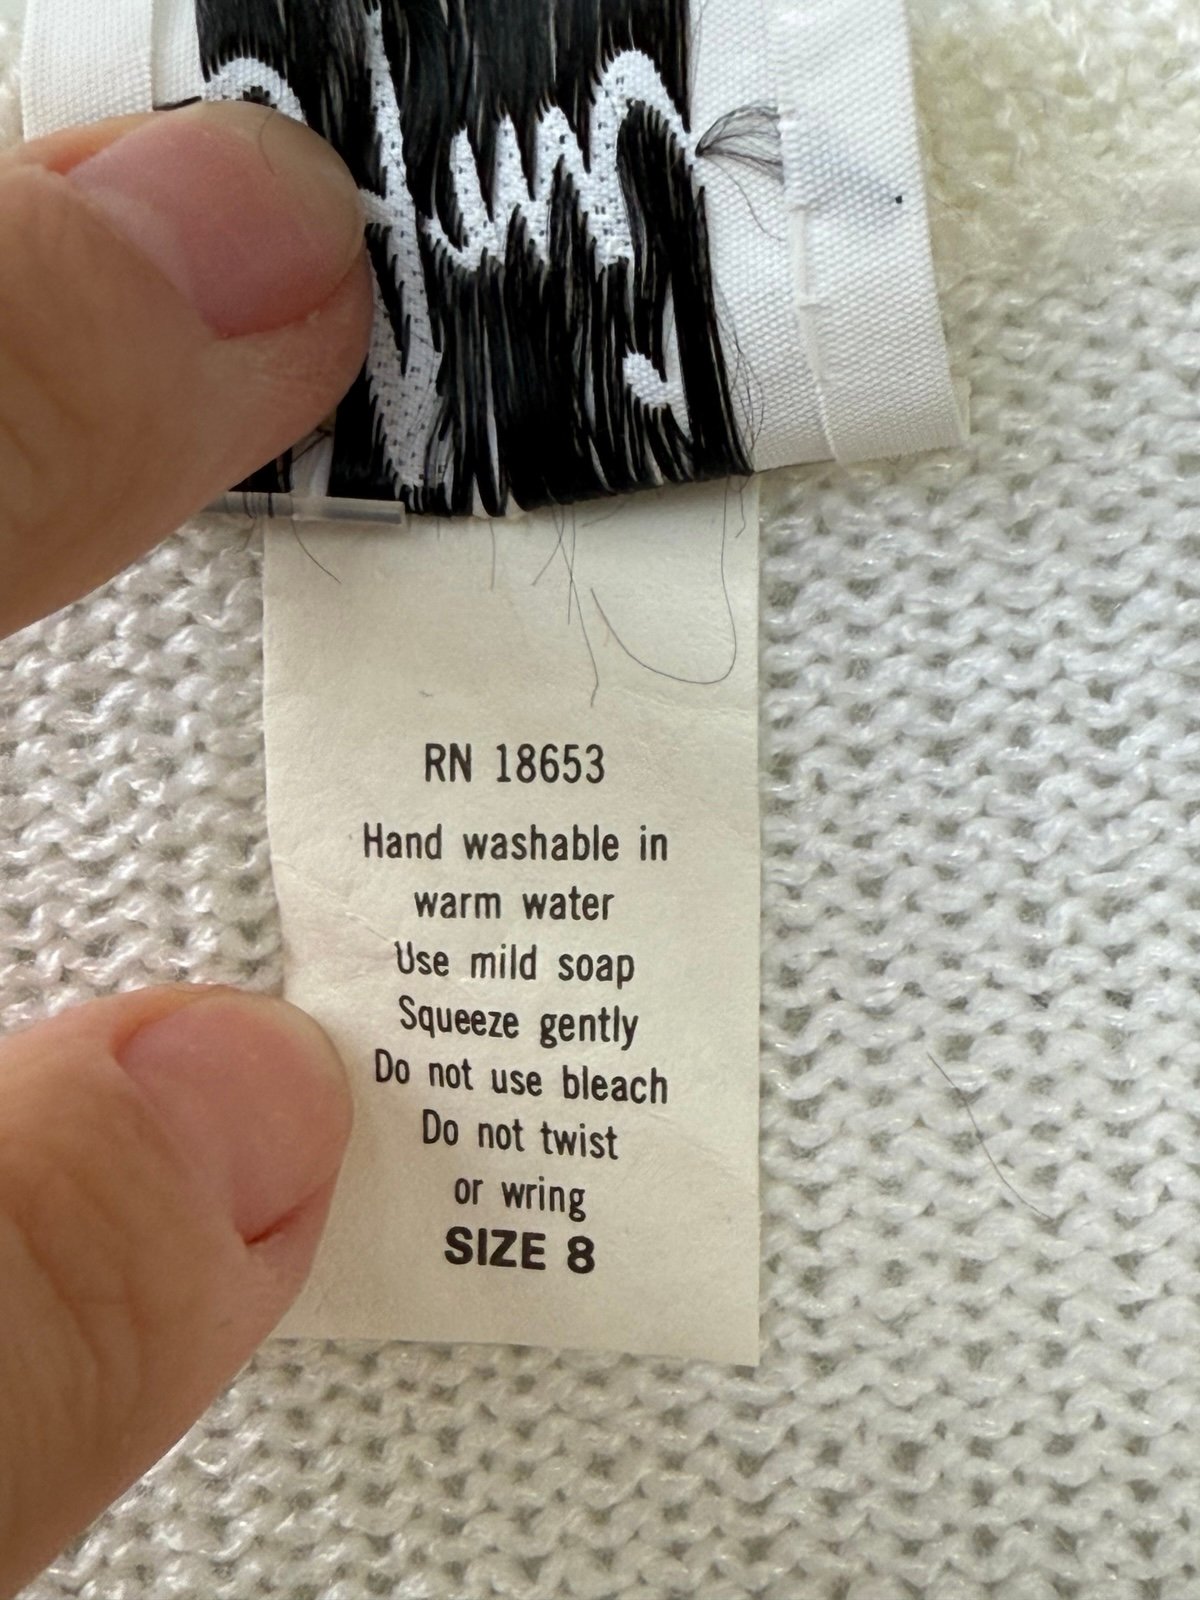 RN 18653
Hand washable in
warm water
Use mild soap
Squeeze gently
Do not use bleach
Do not twist
or wring
SIZE 8